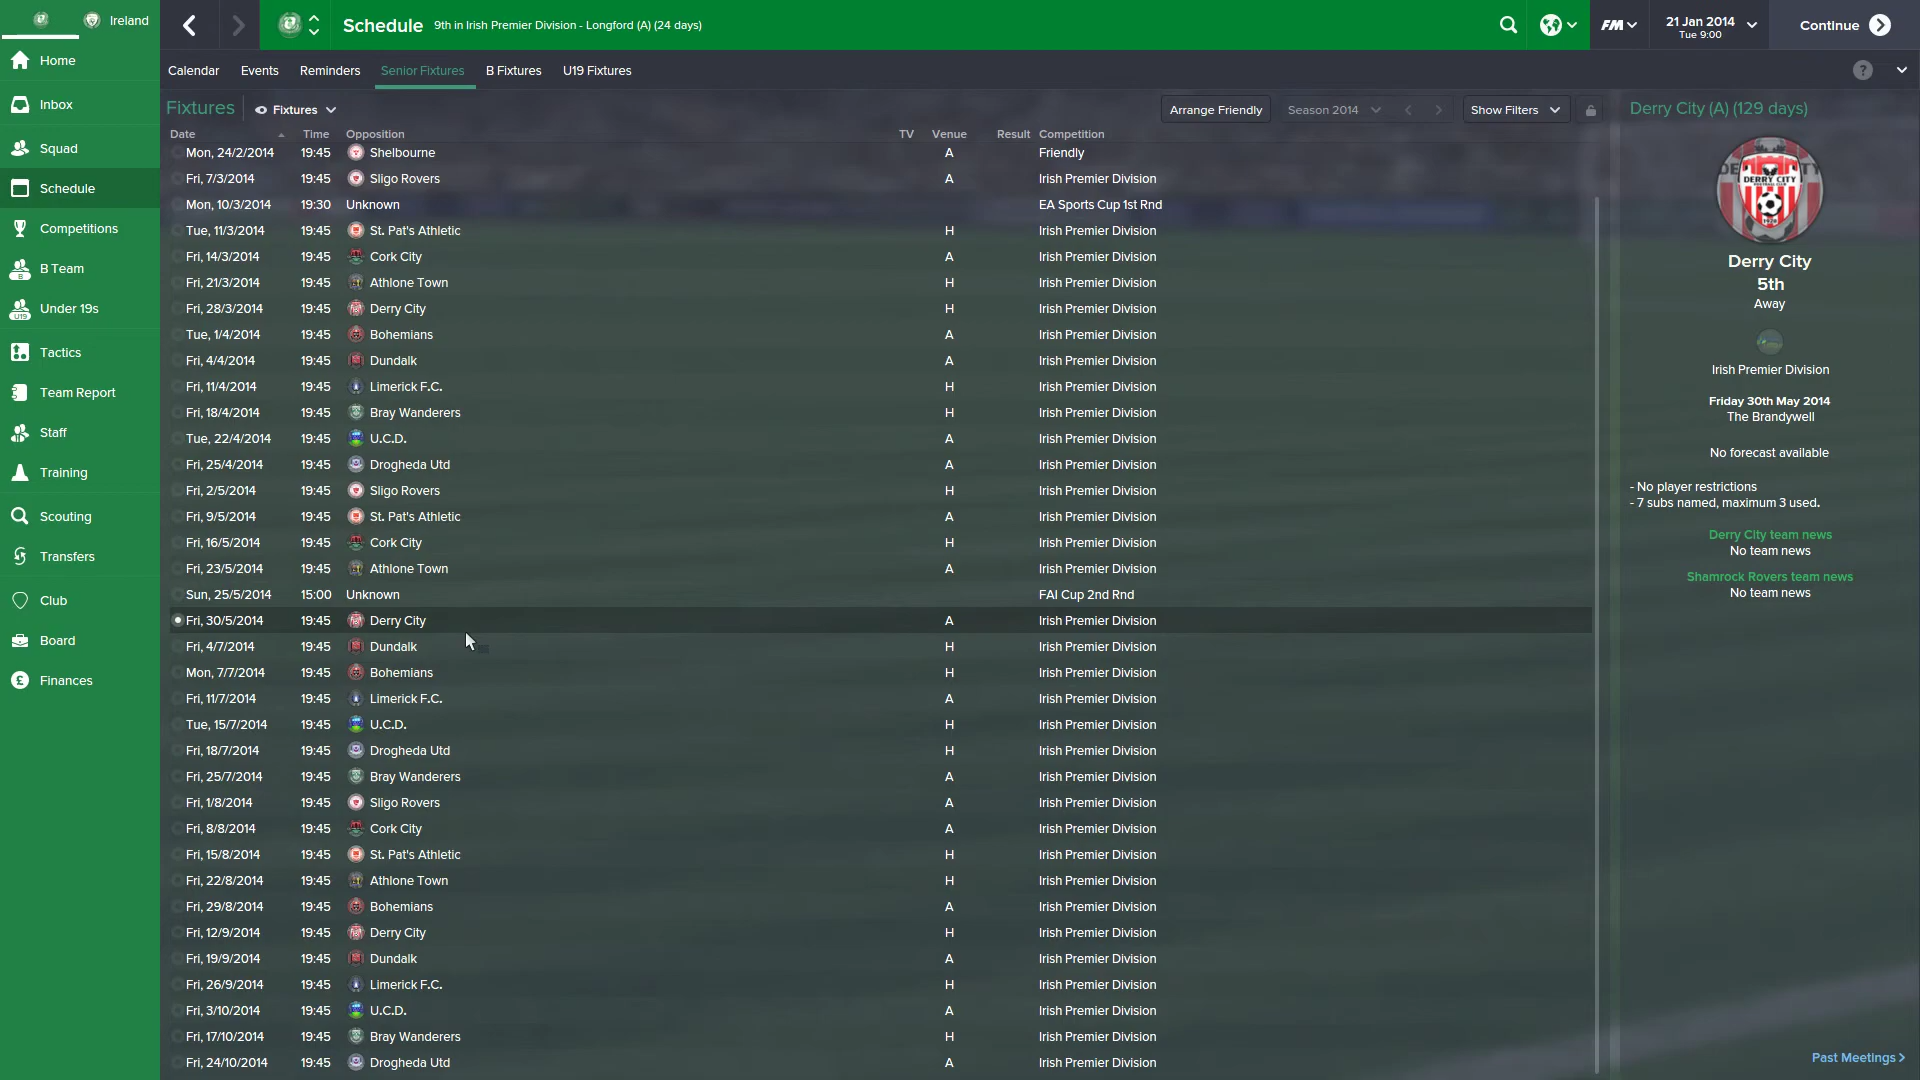 Ireland
Schedule 9th in Irish Premier Division - Longford (A) (24 days)
FM
21 Jan 2014
Tue 9:00
Continue
Home
Inbox
Squad
Schedule
Competitions
B Team
Under 19s
Tactics
Team Report
Staff
Training
Scouting
Transfers
Club
Board
Finances
Calendar Events Reminders Senior Fixtures B Fixtures U19 Fixtures
Fixtures Fixtures Arrange Friendly Season 2014 Show Filters
Date Time Opposition TV Venue Result Competition
Mon, 24/2/2014 19:45 Shelbourne A Friendly
Fri, 7/3/2014 19:45 Sligo Rovers A Irish Premier Division
Mon, 10/3/2014 19:30 Unknown EA Sports Cup 1st Rnd
Tue, 11/3/2014 19:45 St. Pat's Athletic H Irish Premier Division
Fri, 14/3/2014 19:45 Cork City A Irish Premier Division
Fri, 21/3/2014 19:45 Athlone Town H Irish Premier Division
Fri, 28/3/2014 19:45 Derry City H Irish Premier Division
Tue, 1/4/2014 19:45 Bohemians A Irish Premier Division
Fri, 4/4/2014 19:45 Dundalk A Irish Premier Division
Fri, 11/4/2014 19:45 Limerick F.C. H Irish Premier Division
Fri, 18/4/2014 19:45 Bray Wanderers H Irish Premier Division
Tue, 22/4/2014 19:45 U.C.D. A Irish Premier Division
Fri, 25/4/2014 19:45 Drogheda Utd A Irish Premier Division
Fri, 2/5/2014 19:45 Sligo Rovers H Irish Premier Division
Fri, 9/5/2014 19:45 St. Pat's Athletic A Irish Premier Division
Fri, 16/5/2014 19:45 Cork City H Irish Premier Division
Fri, 23/5/2014 19:45 Athlone Town A Irish Premier Division
Sun, 25/5/2014 15:00 Unknown FAI Cup 2nd Rnd
Fri, 30/5/2014 19:45 Derry City A Irish Premier Division
Fri, 4/7/2014 19:45 Dundalk H Irish Premier Division
Mon, 7/7/2014 19:45 Bohemians H Irish Premier Division
Fri, 11/7/2014 19:45 Limerick F.C. A Irish Premier Division
Tue, 15/7/2014 19:45 U.C.D. H Irish Premier Division
Fri, 18/7/2014 19:45 Drogheda Utd H Irish Premier Division
Fri, 25/7/2014 19:45 Bray Wanderers A Irish Premier Division
Fri, 1/8/2014 19:45 Sligo Rovers A Irish Premier Division
Fri, 8/8/2014 19:45 Cork City A Irish Premier Division
Fri, 15/8/2014 19:45 St. Pat's Athletic H Irish Premier Division
Fri, 22/8/2014 19:45 Athlone Town H Irish Premier Division
Fri, 29/8/2014 19:45 Bohemians A Irish Premier Division
Fri, 12/9/2014 19:45 Derry City H Irish Premier Division
Fri, 19/9/2014 19:45 Dundalk A Irish Premier Division
Fri, 26/9/2014 19:45 Limerick F.C. H Irish Premier Division
Fri, 3/10/2014 19:45 U.C.D. A Irish Premier Division
Fri, 17/10/2014 19:45 Bray Wanderers H Irish Premier Division
Fri, 24/10/2014 19:45 Drogheda Utd A Irish Premier Division
Derry City (A) (129 days)
DERRY CITY
Derry City
5th
Away
Irish Premier Division
Friday 30th May 2014
The Brandywell
No forecast available
- No player restrictions
- 7 subs named, maximum 3 used.
Derry City team news
No team news
Shamrock Rovers team news
No team news
Past Meetings >